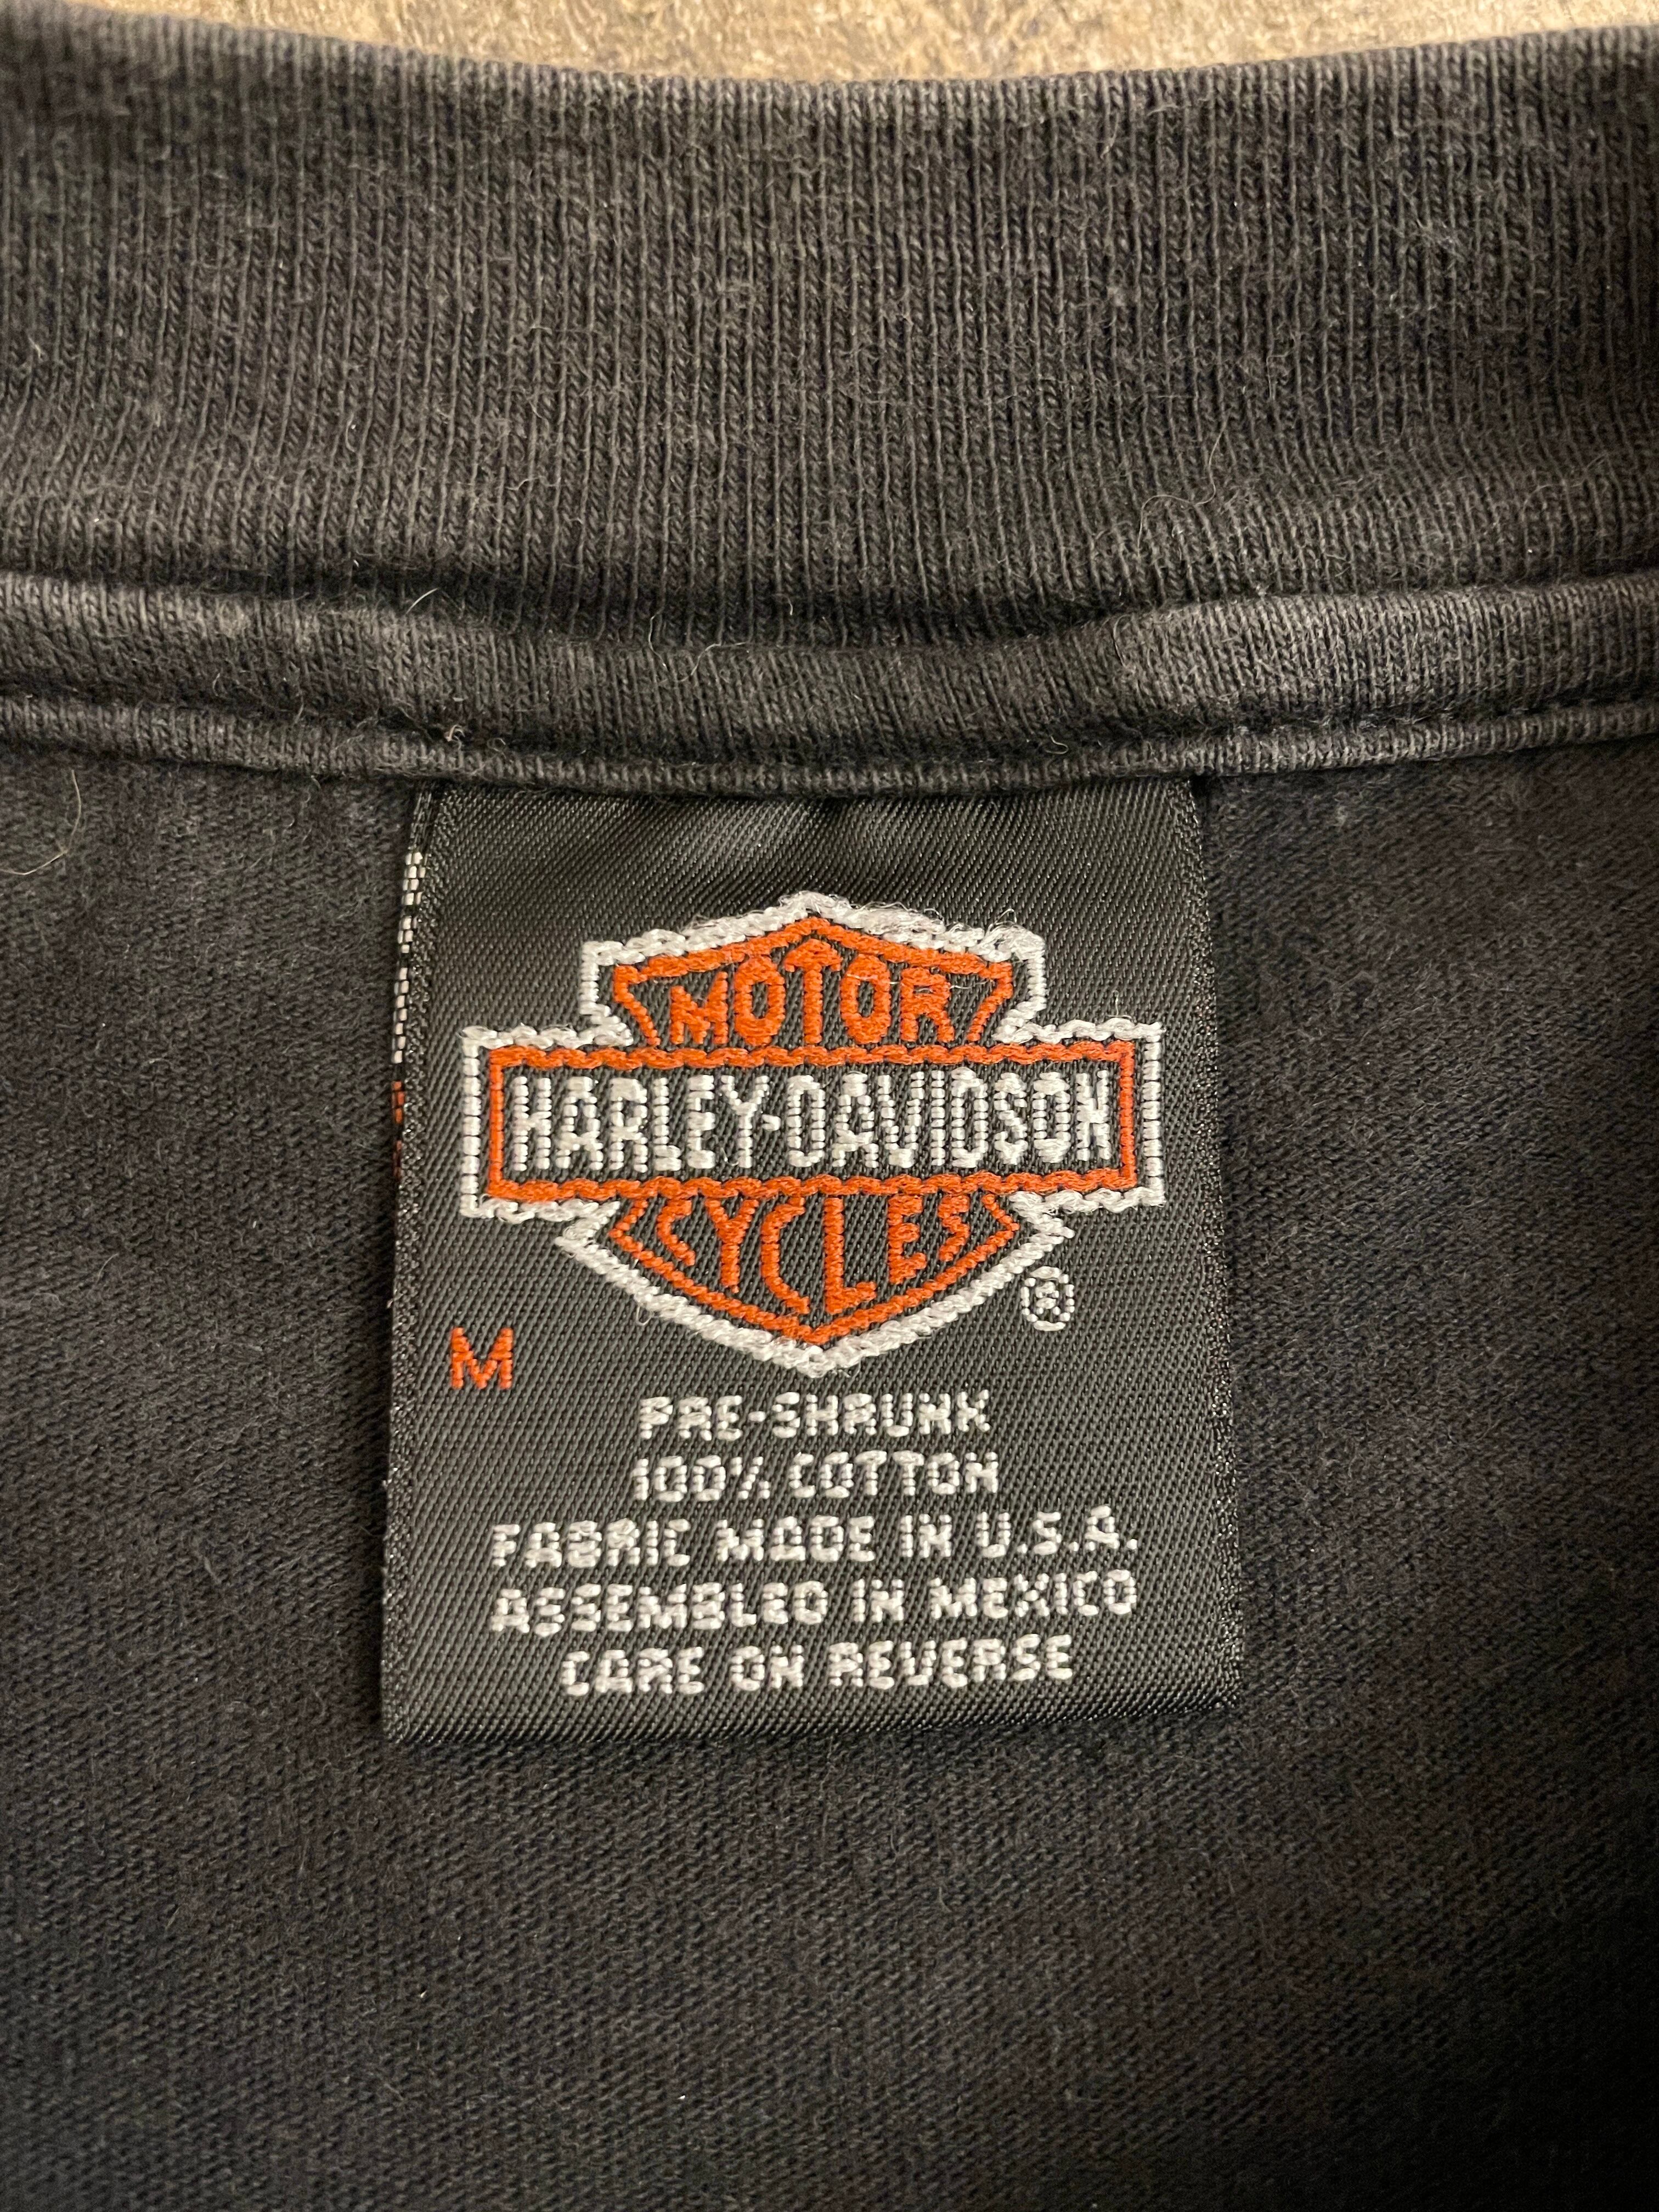 MOTOR
HARLEY-DAVIDSON
CYCLES
®
M
PRE-SHRUNK
100% COTTON
FABRIC MADE IN U.S.A.
ASSEMBLED IN MEXICO
CARE ON REVERSE